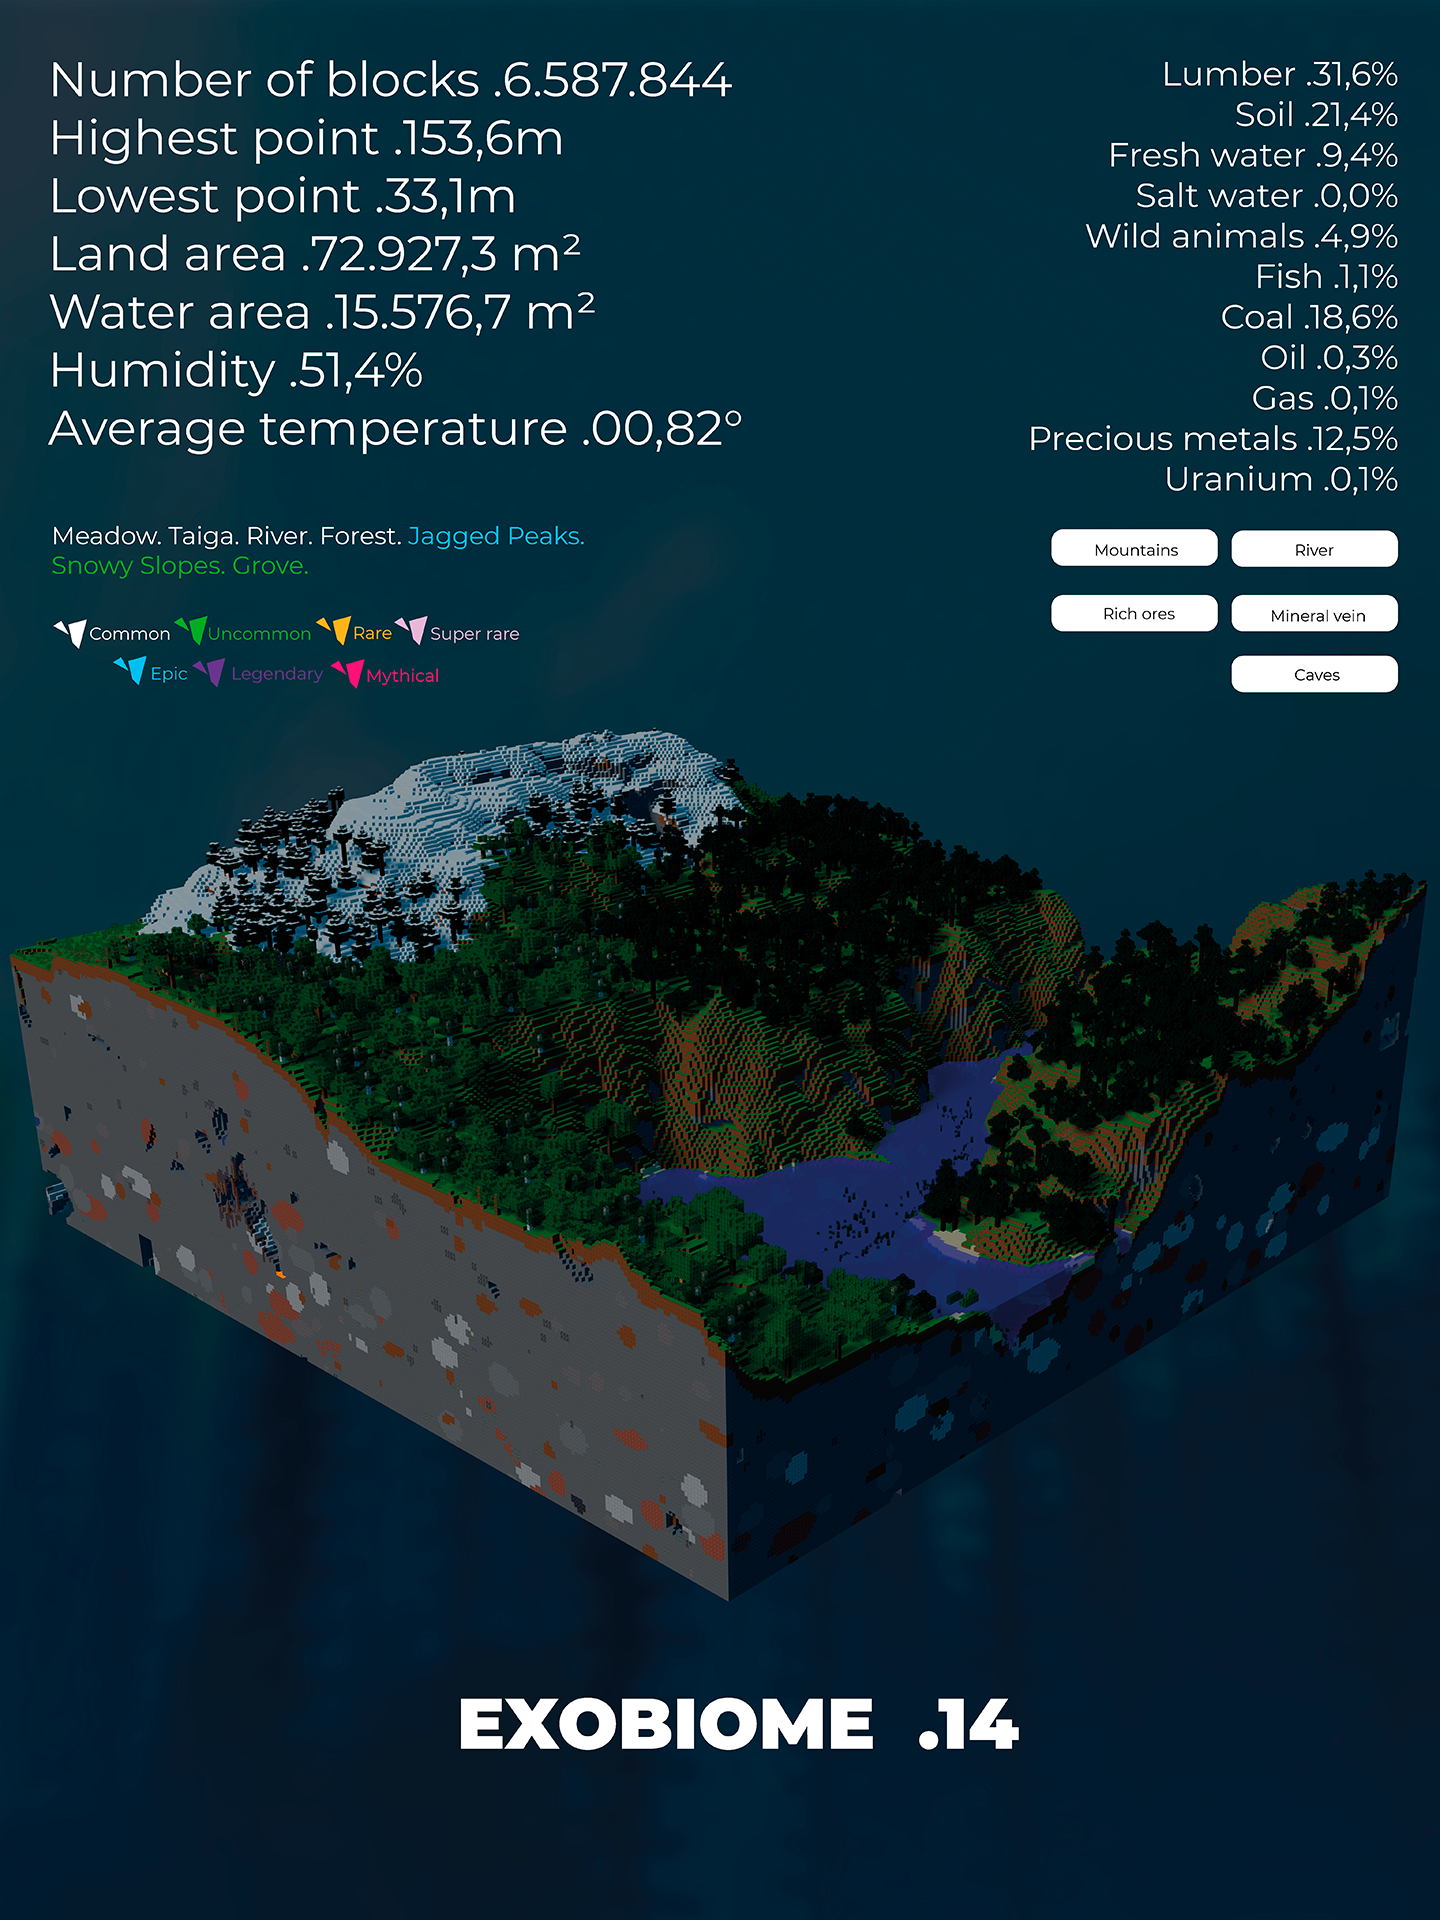 Number of blocks .6.587.844
Highest point .153,6m
Lowest point .33,1m
Land area .72.927,3 m²
Water area .15.576,7 m²
Humidity .51,4%
Average temperature .00,82°
Lumber .31,6%
Soil .21,4%
Fresh water .9,4%
Salt water .0,0%
Wild animals .4,9%
Fish .1,1%
Coal .18,6%
Oil .0,3%
Gas .0,1%
Precious metals .12,5%
Uranium .0,1%
Meadow. Taiga. River. Forest. Jagged Peaks.
Snowy Slopes. Grove.
Common Uncommon Rare Super rare
Epic Legendary Mythical
Mountains River
Rich ores Mineral vein
Caves
EXOBIOME .14